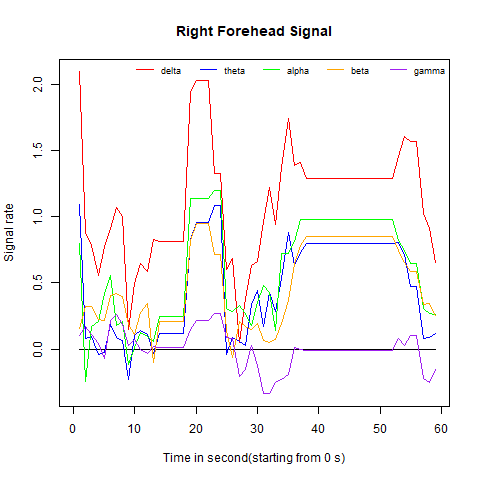 Right Forehead Signal
delta theta alpha beta gamma
2.0
1.5
1.0
0.5
0.0
Signal rate
0 10 20 30 40 50 60
Time in second(starting from 0 s)